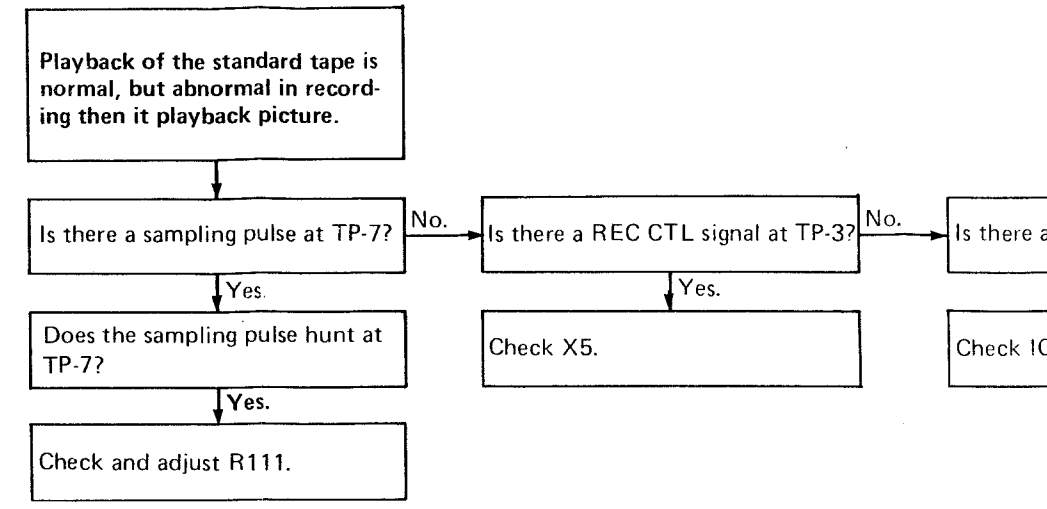 Playback of the standard tape is
normal, but abnormal in record-
ing then it playback picture.
Is there a sampling pulse at TP-7?
No.
Is there a REC CTL signal at TP-3?
No.
Is there a
Yes.
Yes.
Does the sampling pulse hunt at
TP-7?
Check X5.
Check IC
Yes.
Check and adjust R111.